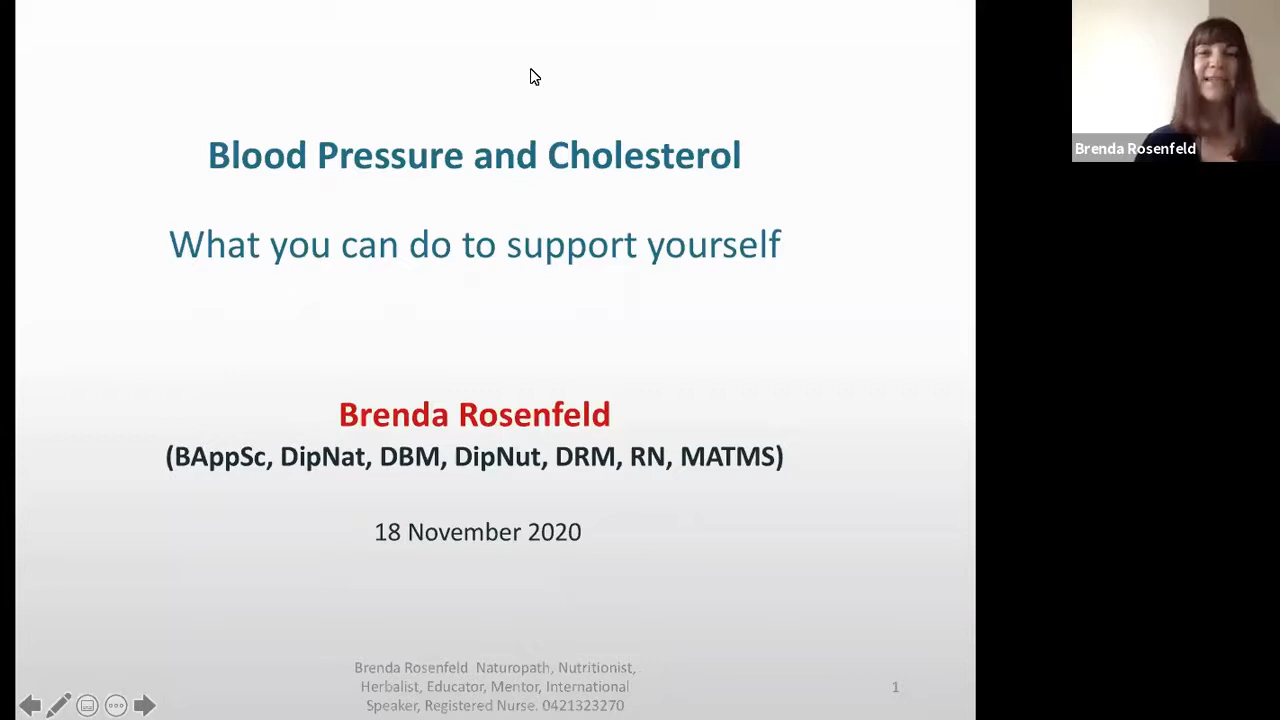 Blood Pressure and Cholesterol
What you can do to support yourself
Brenda Rosenfeld
(BAppSc, DipNat, DBM, DipNut, DRM, RN, MATMS)
18 November 2020
Brenda Rosenfeld  Naturopath, Nutritionist,
Herbalist, Educator, Mentor, International
Speaker, Registered Nurse. 0421323270
1
Brenda Rosenfeld